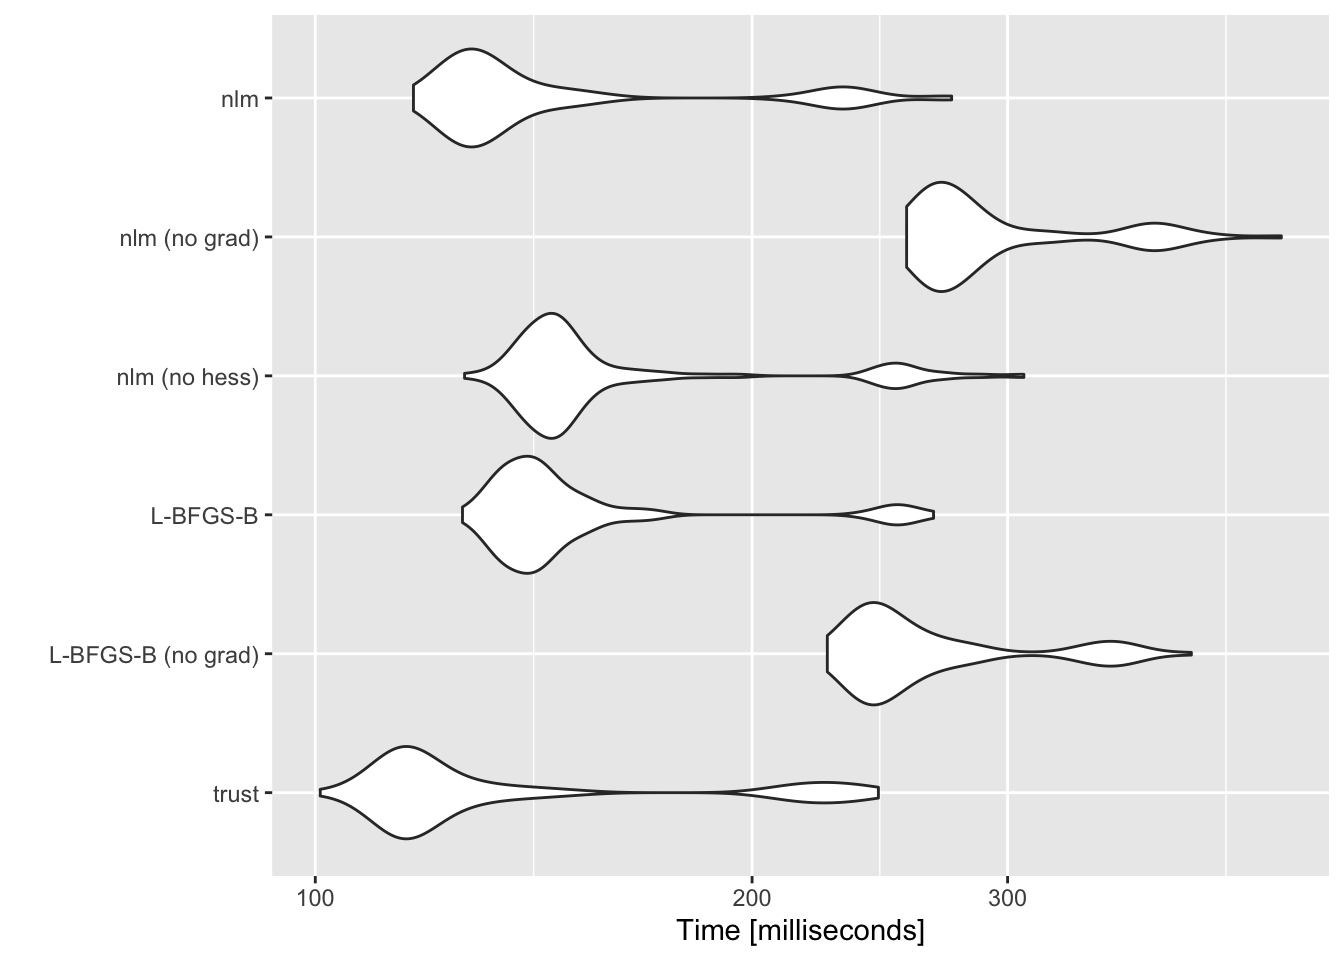 nlm
nlm (no grad)
nlm (no hess)
L-BFGS-B
L-BFGS-B (no grad)
trust
100 200 300
Time [milliseconds]